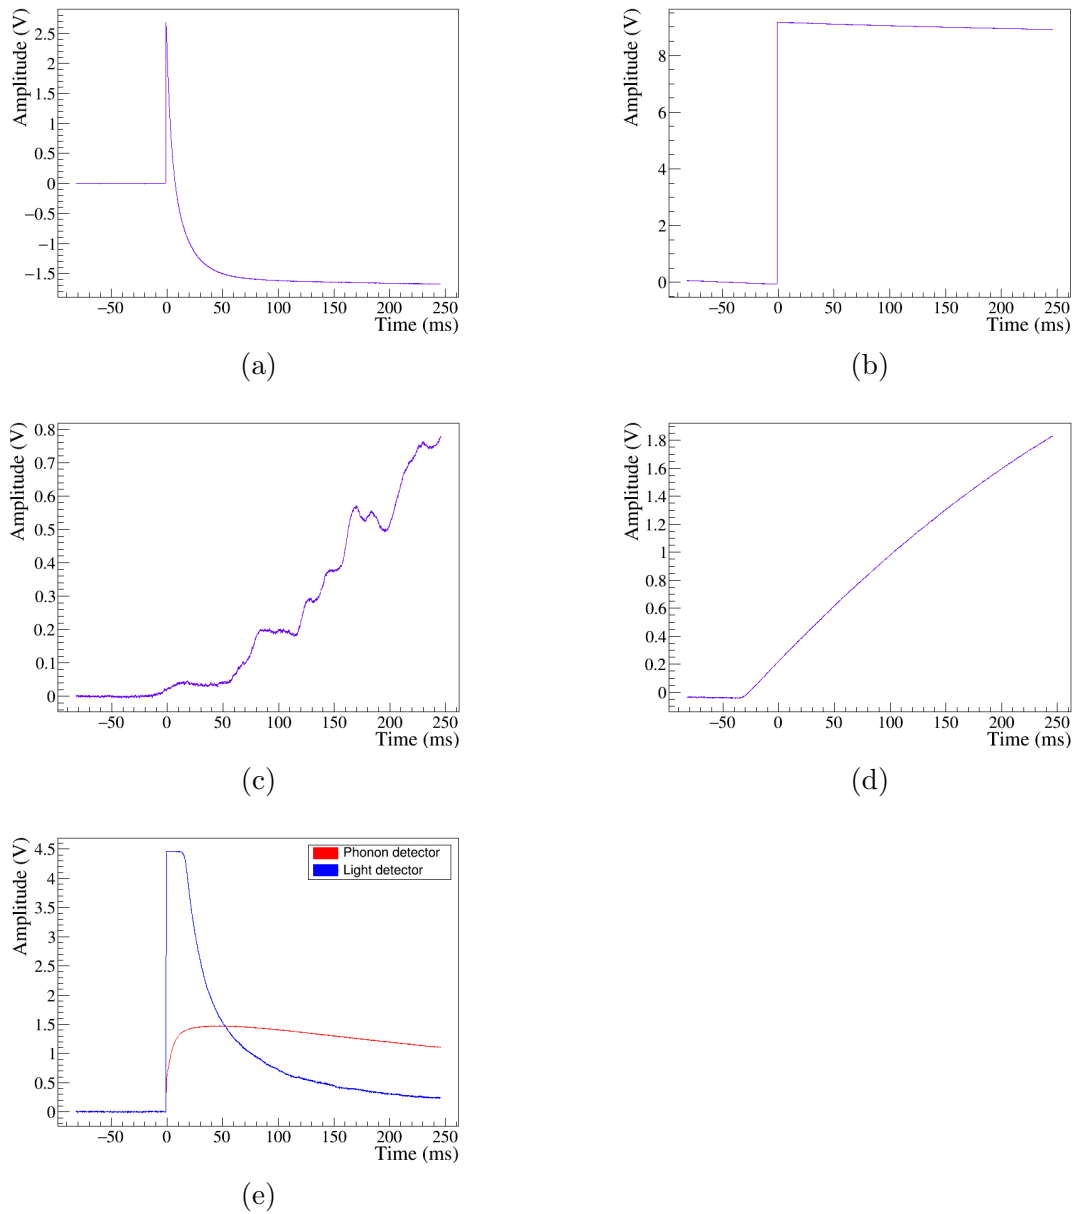 Amplitude (V)
2.5
2
1.5
1
0.5
0
−0.5
−1
−1.5
−50 0 50 100 150 200 250
Time (ms)
(a)
Amplitude (V)
8
6
4
2
0
−50 0 50 100 150 200 250
Time (ms)
(b)
Amplitude (V)
0.8
0.7
0.6
0.5
0.4
0.3
0.2
0.1
0
−50 0 50 100 150 200 250
Time (ms)
(c)
Amplitude (V)
1.8
1.6
1.4
1.2
1
0.8
0.6
0.4
0.2
0
−50 0 50 100 150 200 250
Time (ms)
(d)
Amplitude (V)
4.5
4
3.5
3
2.5
2
1.5
1
0.5
0
Phonon detector
Light detector
−50 0 50 100 150 200 250
Time (ms)
(e)